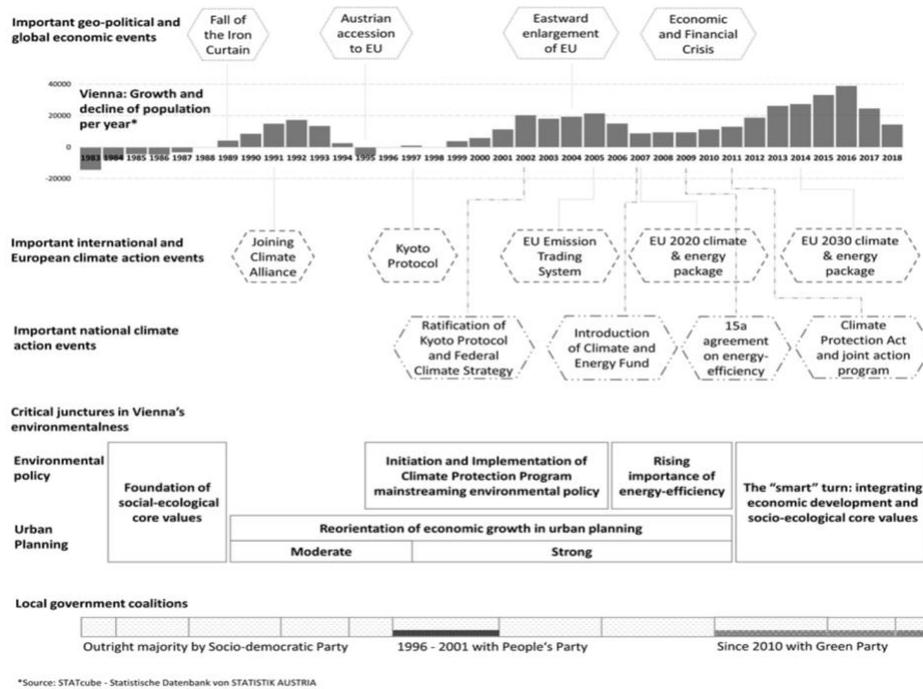 Important geo-political and
global economic events
Fall of
the Iron
Curtain
Austrian
accession
to EU
Eastward
enlargement
of EU
Economic
and Financial
Crisis
40000
20000
0
-20000
Vienna: Growth and
decline of population
per year*
1983 1984 1985 1986 1987 1988 1989 1990 1991 1992 1993 1994 1995 1996 1997 1998 1999 2000 2001 2002 2003 2004 2005 2006 2007 2008 2009 2010 2011 2012 2013 2014 2015 2016 2017 2018
Important international and
European climate action events
Joining
Climate
Alliance
Kyoto
Protocol
EU Emission
Trading
System
EU 2020 climate
& energy
package
EU 2030 climate
& energy
package
Important national climate
action events
Ratification of
Kyoto Protocol
and Federal
Climate Strategy
Introduction
of Climate and
Energy Fund
15a
agreement
on energy-
efficiency
Climate
Protection Act
and joint action
program
Critical junctures in Vienna's
environmentalness
Environmental
policy
Foundation of
social-ecological
core values
Initiation and Implementation of
Climate Protection Program
mainstreaming environmental policy
Rising
importance of
energy-efficiency
The “smart” turn: integrating
economic development and
socio-ecological core values
Urban
Planning
Reorientation of economic growth in urban planning
Moderate
Strong
Local government coalitions
Outright majority by Socio-democratic Party
1996 - 2001 with People's Party
Since 2010 with Green Party
*Source: STATcube - Statistische Datenbank von STATISTIK AUSTRIA